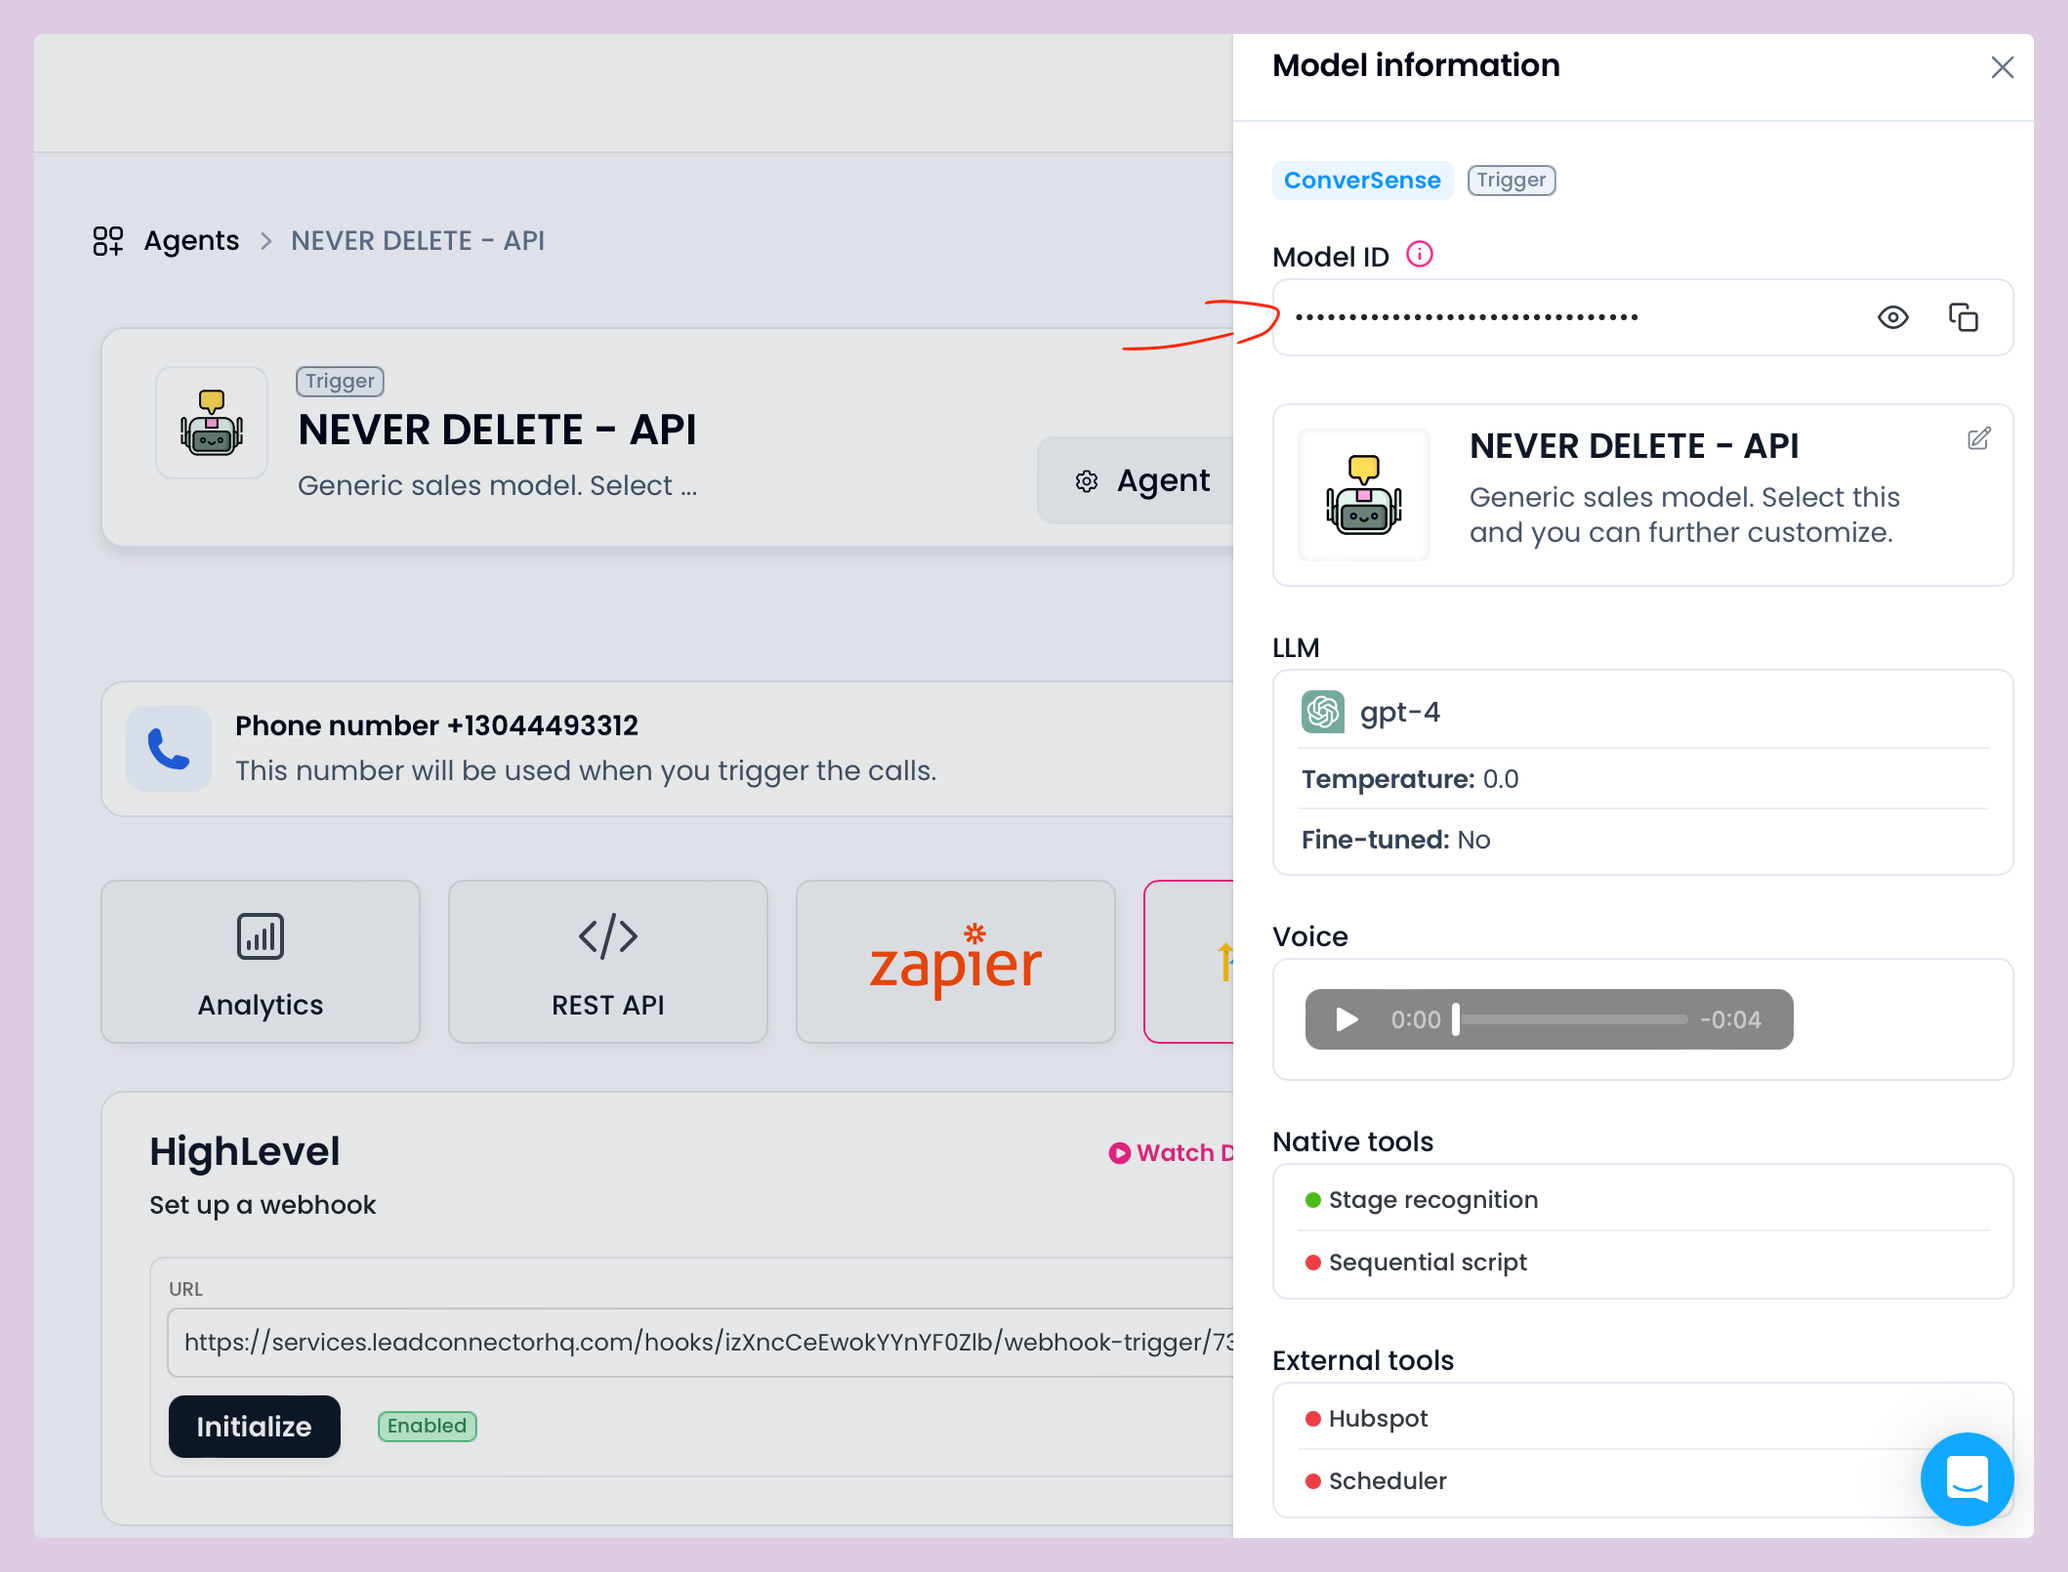 Agents > NEVER DELETE - API
Trigger
NEVER DELETE - API
Generic sales model. Select ...
Agent
Phone number +13044493312
This number will be used when you trigger the calls.
Analytics
REST API
zapier
HighLevel
Watch D
Set up a webhook
URL
https://services.leadconnectorhq.com/hooks/izXncCeEwokYYnYF0Zlb/webhook-trigger/73
Initialize
Enabled
Model information
ConverSense
Trigger
Model ID
••••••••••••••••••••••••••••••••
NEVER DELETE - API
Generic sales model. Select this
and you can further customize.
LLM
gpt-4
Temperature: 0.0
Fine-tuned: No
Voice
0:00
-0:04
Native tools
Stage recognition
Sequential script
External tools
Hubspot
Scheduler